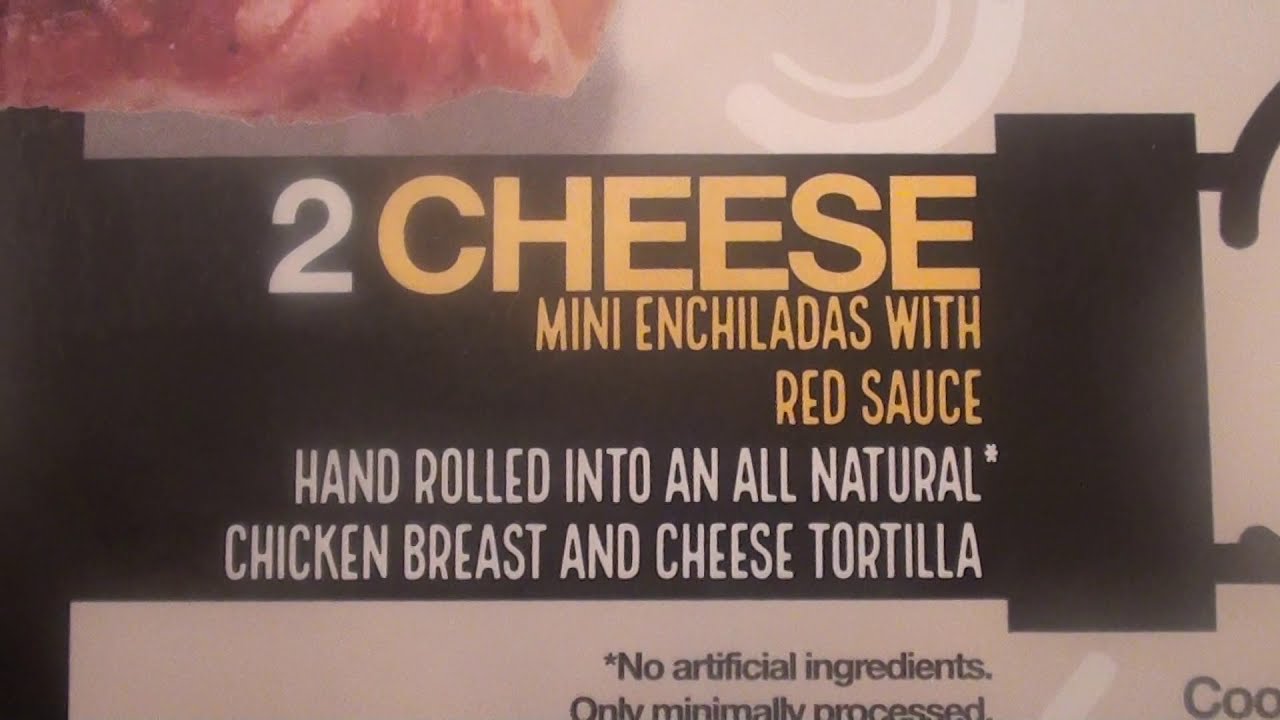 2 CHEESE
MINI ENCHILADAS WITH
RED SAUCE
HAND ROLLED INTO AN ALL NATURAL*
CHICKEN BREAST AND CHEESE TORTILLA
*No artificial ingredients.
Only minimally processed.